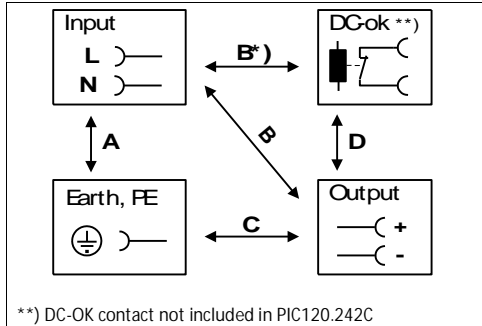 Input
DC-ok **)
L
B*)
N
A
B
D
Earth, PE
Output
C
+
-
**) DC-OK contact not included in PIC120.242C